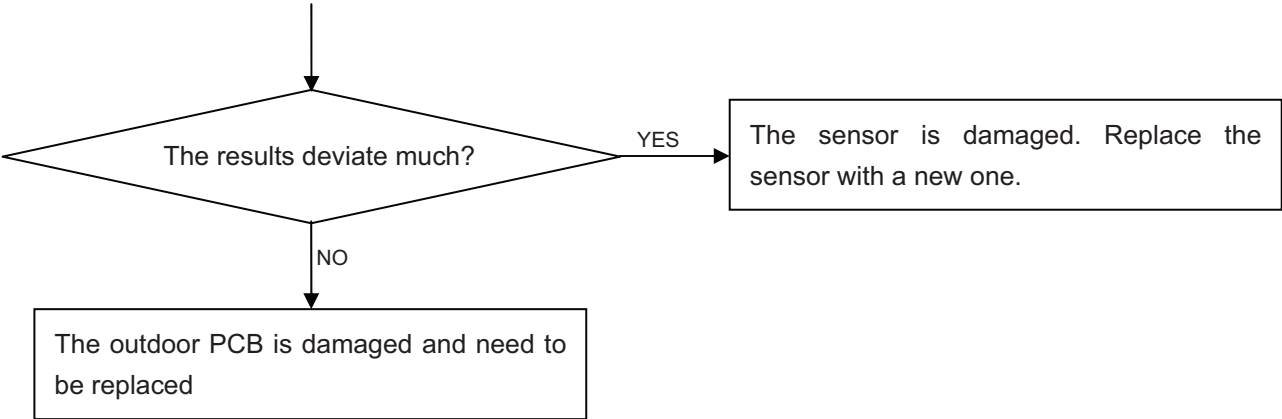 The results deviate much?
YES
The sensor is damaged. Replace the
sensor with a new one.
NO
The outdoor PCB is damaged and need to
be replaced